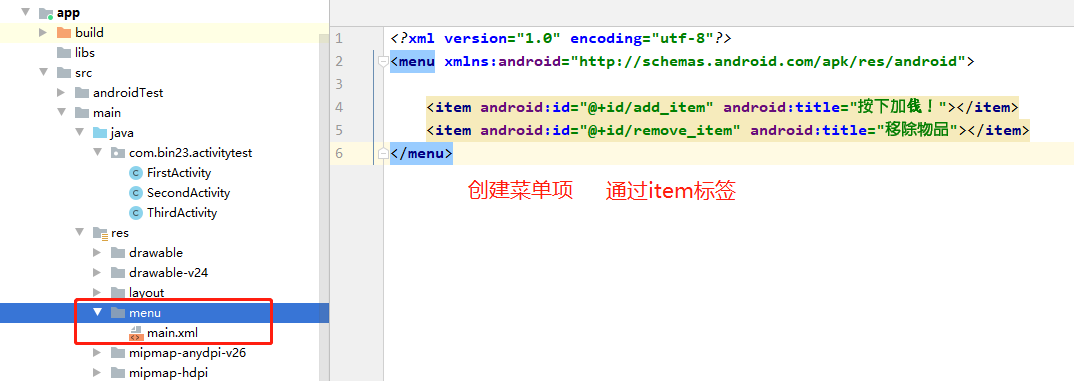 app
build
libs
src
androidTest
main
java
com.bin23.activitytest
FirstActivity
SecondActivity
ThirdActivity
res
drawable
drawable-v24
layout
menu
main.xml
mipmap-anydpi-v26
mipmap-hdpi
1 <?xml version="1.0" encoding="utf-8"?>
2 <menu xmlns:android="http://schemas.android.com/apk/res/android">
3
4 <item android:id="@+id/add_item" android:title="按下加钱！"></item>
5 <item android:id="@+id/remove_item" android:title="移除物品"></item>
6 </menu>
创建菜单项 通过item标签